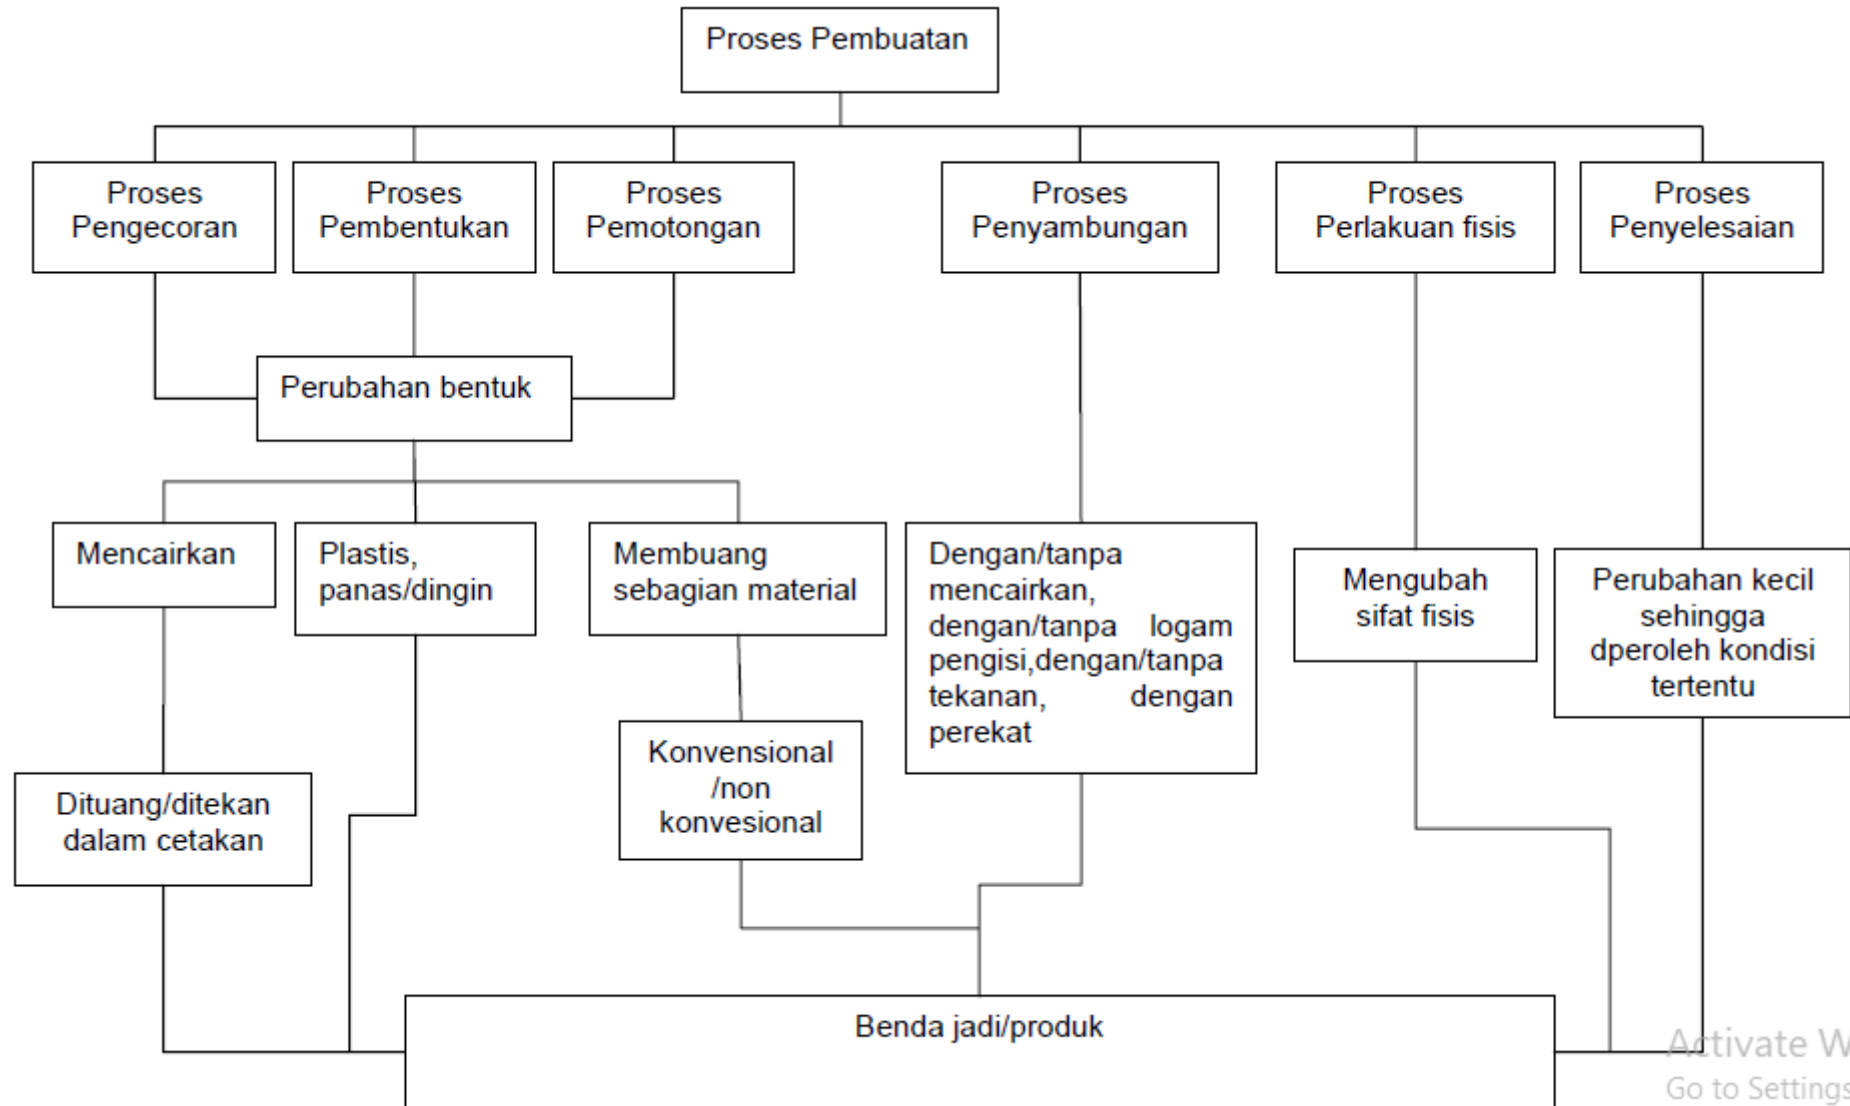 Proses Pembuatan
Proses
Pengecoran
Proses
Pembentukan
Proses
Pemotongan
Proses
Penyambungan
Proses
Perlakuan fisis
Proses
Penyelesaian
Perubahan bentuk
Mencairkan
Plastis,
panas/dingin
Membuang
sebagian material
Dengan/tanpa
mencairkan,
dengan/tanpa logam
pengisi,dengan/tanpa
tekanan, dengan
perekat
Mengubah
sifat fisis
Perubahan kecil
sehingga
dperoleh kondisi
tertentu
Konvensional
/non
konvesional
Dituang/ditekan
dalam cetakan
Benda jadi/produk
Activate W
Go to Settings